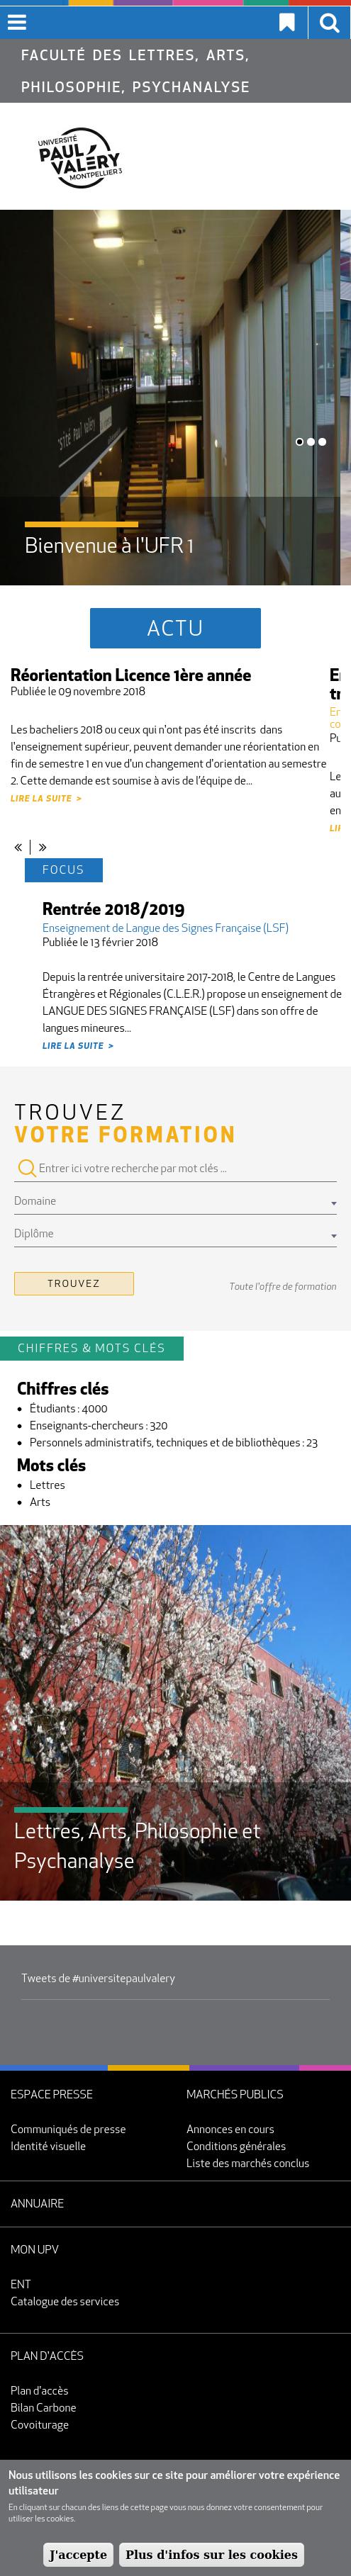 FACULTÉ DES LETTRES, ARTS,
PHILOSOPHIE, PSYCHANALYSE
UNIVERSITÉ
PAUL
VALÉRY
MONTPELLIER 3
sité Paul Valéry
Bienvenue à l'UFR 1
ACTU
Réorientation Licence 1ère année
Publiée le 09 novembre 2018
Les bacheliers 2018 ou ceux qui n'ont pas été inscrits dans
l'enseignement supérieur, peuvent demander une réorientation en
fin de semestre 1 en vue d'un changement d'orientation au semestre
2. Cette demande est soumise à avis de l'équipe de...
LIRE LA SUITE >
« | »
FOCUS
Rentrée 2018/2019
Enseignement de Langue des Signes Française (LSF)
Publiée le 13 février 2018
Depuis la rentrée universitaire 2017-2018, le Centre de Langues
Étrangères et Régionales (C.L.E.R.) propose un enseignement de
LANGUE DES SIGNES FRANÇAISE (LSF) dans son offre de
langues mineures...
LIRE LA SUITE >
TROUVEZ
VOTRE FORMATION
Entrer ici votre recherche par mot clés ...
Domaine
Diplôme
TROUVEZ
Toute l'offre de formation
CHIFFRES & MOTS CLÉS
Chiffres clés
• Étudiants : 4000
• Enseignants-chercheurs : 320
• Personnels administratifs, techniques et de bibliothèques : 23
Mots clés
• Lettres
• Arts
Lettres, Arts, Philosophie et
Psychanalyse
Tweets de #universitepaulvalery
ESPACE PRESSE
Communiqués de presse
Identité visuelle
MARCHÉS PUBLICS
Annonces en cours
Conditions générales
Liste des marchés conclus
ANNUAIRE
MON UPV
ENT
Catalogue des services
PLAN D'ACCÈS
Plan d'accès
Bilan Carbone
Covoiturage
Nous utilisons les cookies sur ce site pour améliorer votre expérience
utilisateur
En cliquant sur chacun des liens de cette page vous nous donnez votre consentement pour
utiliser les cookies.
J'accepte
Plus d'infos sur les cookies